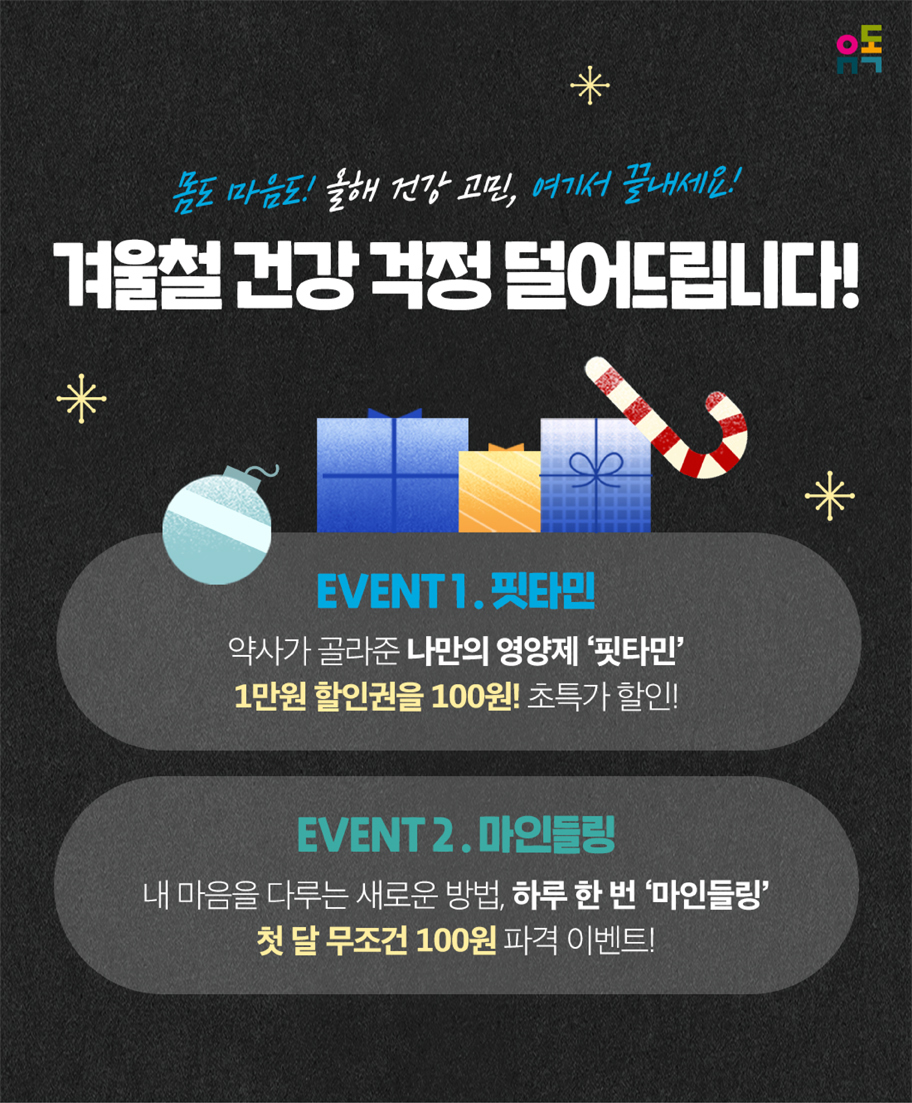 유독
몸도 마음도! 올해 건강 고민, 여기서 끝내세요!
겨울철 건강 걱정 덜어드립니다!
EVENT 1 . 핏타민
약사가 골라준 나만의 영양제 ‘핏타민’
1만원 할인권을 100원! 초특가 할인!
EVENT 2 . 마인들링
내 마음을 다루는 새로운 방법, 하루 한 번 ‘마인들링’
첫 달 무조건 100원 파격 이벤트!